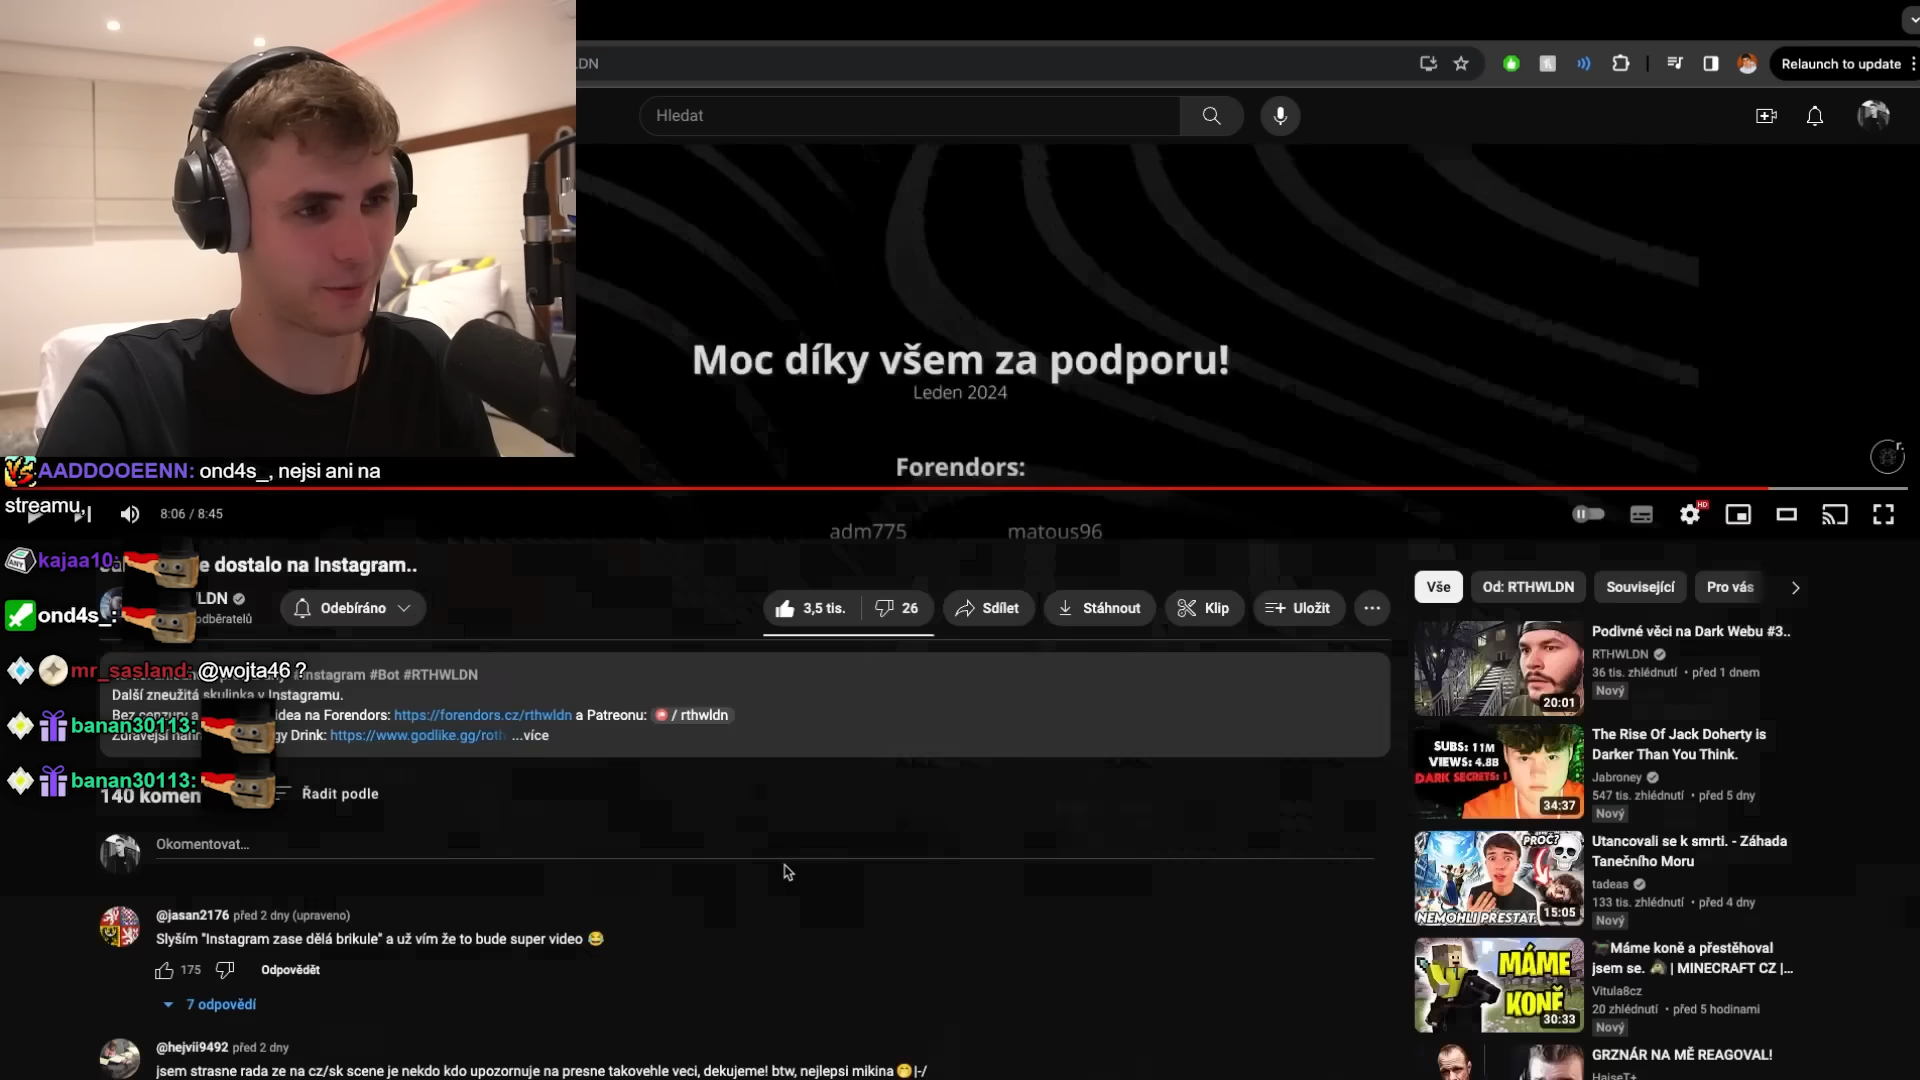 LDN
Relaunch to update
Hledat
Moc díky všem za podporu!
Leden 2024
Forendors:
adm775 matous96
AADDOOEENN: ond4s_, nejsi ani na
streamu,
8:06 / 8:45
HD
kajaa10:
e dostalo na Instagram..
ond4s_:
LDN
odběratelů
Odebíráno
3,5 tis.
26
Sdílet
Stáhnout
Klip
Uložit
mr_sasland: @wojta46 ?
nstagram #Bot #RTHWLDN
Další zneužitá skulinka v Instagramu.
Bez cenzury a idea na Forendors: https://forendors.cz/rthwldn a Patreonu: / rthwldn
banan30113:
gy Drink: https://www.godlike.gg/roth ...více
banan30113:
140 komen
Řadit podle
Okomentovat...
@jasan2176 před 2 dny (upraveno)
Slyším "Instagram zase dělá brikule" a už vím že to bude super video 😂
175
Odpovědět
7 odpovědí
@hejvii9492 před 2 dny
jsem strasne rada ze na cz/sk scene je nekdo kdo upozornuje na presne takovehle veci, dekujeme! btw, nejlepsi mikina 🤭|-/
Vše
Od: RTHWLDN
Související
Pro vás
Podivné věci na Dark Webu #3..
RTHWLDN
36 tis. zhlédnutí • před 1 dnem
Nový
20:01
SUBS: 11M
VIEWS: 4.8B
DARK SECRETS: 1
34:37
The Rise Of Jack Doherty is
Darker Than You Think.
Jabroney
547 tis. zhlédnutí • před 5 dny
Nový
PROČ?
NEMOHLI PŘESTAT.
15:05
Utancovali se k smrti. - Záhada
Tanečního Moru
tadeas
133 tis. zhlédnutí • před 4 dny
Nový
MÁME
KONĚ
30:33
Máme koně a přestěhoval
jsem se. | MINECRAFT CZ |...
Vitula8cz
20 zhlédnutí • před 5 hodinami
Nový
GRZNÁR NA MĚ REAGOVAL!
HaiseT+